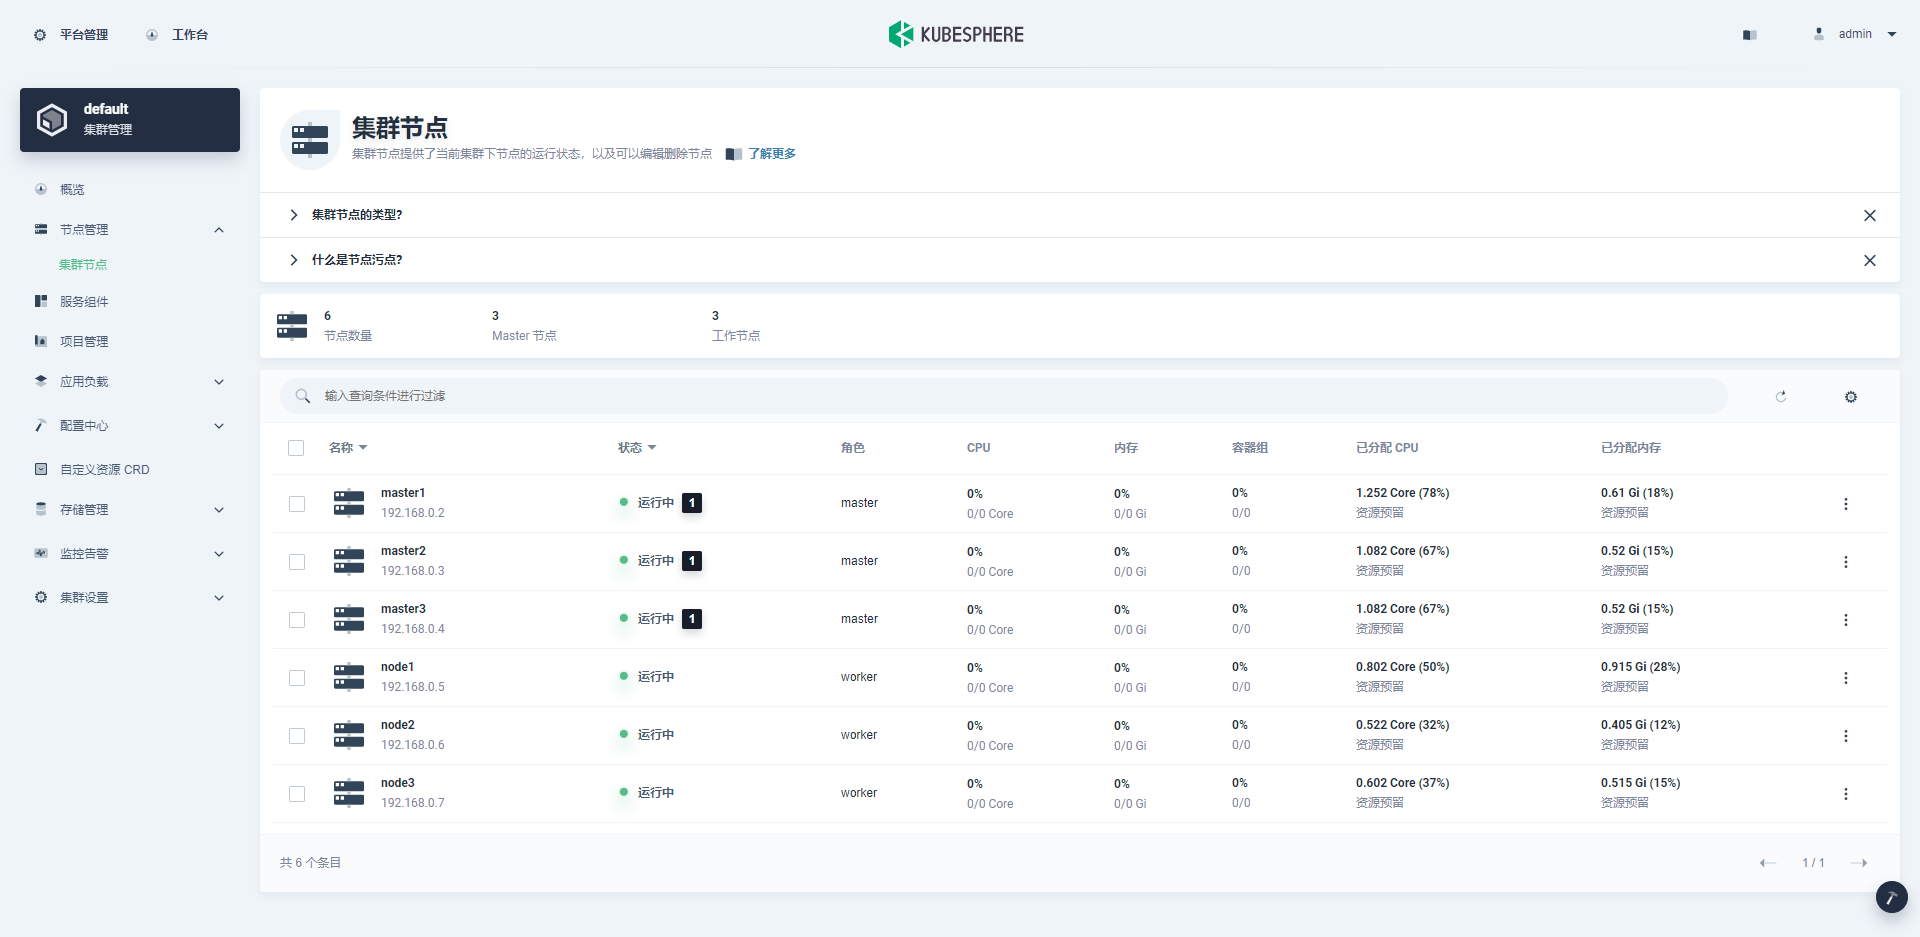 平台管理
工作台
KUBESPHERE
admin
default
集群管理
概览
节点管理
集群节点
服务组件
项目管理
应用负载
配置中心
自定义资源 CRD
存储管理
监控告警
集群设置
集群节点
集群节点提供了当前集群下节点的运行状态，以及可以编辑删除节点 了解更多
集群节点的类型?
什么是节点污点?
6
节点数量
3
Master 节点
3
工作节点
输入查询条件进行过滤
名称 状态 角色 CPU 内存 容器组 已分配 CPU 已分配内存
master1 0% 0% 0% 1.252 Core (78%) 0.61 Gi (18%)
192.168.0.2 运行中 1 master 0/0 Core 0/0 Gi 0/0 资源预留 资源预留
master2 0% 0% 0% 1.082 Core (67%) 0.52 Gi (15%)
192.168.0.3 运行中 1 master 0/0 Core 0/0 Gi 0/0 资源预留 资源预留
master3 0% 0% 0% 1.082 Core (67%) 0.52 Gi (15%)
192.168.0.4 运行中 1 master 0/0 Core 0/0 Gi 0/0 资源预留 资源预留
node1 0% 0% 0% 0.802 Core (50%) 0.915 Gi (28%)
192.168.0.5 运行中 worker 0/0 Core 0/0 Gi 0/0 资源预留 资源预留
node2 0% 0% 0% 0.522 Core (32%) 0.405 Gi (12%)
192.168.0.6 运行中 worker 0/0 Core 0/0 Gi 0/0 资源预留 资源预留
node3 0% 0% 0% 0.602 Core (37%) 0.515 Gi (15%)
192.168.0.7 运行中 worker 0/0 Core 0/0 Gi 0/0 资源预留 资源预留
共 6 个条目
1 / 1